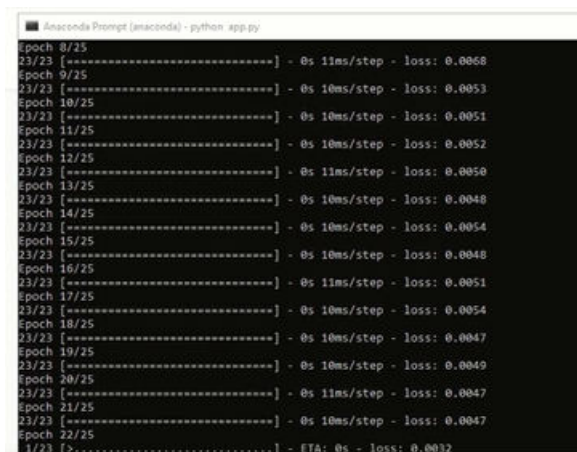 Anaconda Prompt (anaconda) - python app.py
Epoch 8/25
23/23 [==============================] - 0s 11ms/step - loss: 0.0068
Epoch 9/25
23/23 [==============================] - 0s 10ms/step - loss: 0.0053
Epoch 10/25
23/23 [==============================] - 0s 10ms/step - loss: 0.0051
Epoch 11/25
23/23 [==============================] - 0s 10ms/step - loss: 0.0052
Epoch 12/25
23/23 [==============================] - 0s 11ms/step - loss: 0.0050
Epoch 13/25
23/23 [==============================] - 0s 10ms/step - loss: 0.0048
Epoch 14/25
23/23 [==============================] - 0s 10ms/step - loss: 0.0054
Epoch 15/25
23/23 [==============================] - 0s 10ms/step - loss: 0.0048
Epoch 16/25
23/23 [==============================] - 0s 11ms/step - loss: 0.0051
Epoch 17/25
23/23 [==============================] - 0s 10ms/step - loss: 0.0054
Epoch 18/25
23/23 [==============================] - 0s 10ms/step - loss: 0.0047
Epoch 19/25
23/23 [==============================] - 0s 10ms/step - loss: 0.0049
Epoch 20/25
23/23 [==============================] - 0s 11ms/step - loss: 0.0047
Epoch 21/25
23/23 [==============================] - 0s 10ms/step - loss: 0.0047
Epoch 22/25
1/23 [>.............................] - ETA: 0s - loss: 0.0032